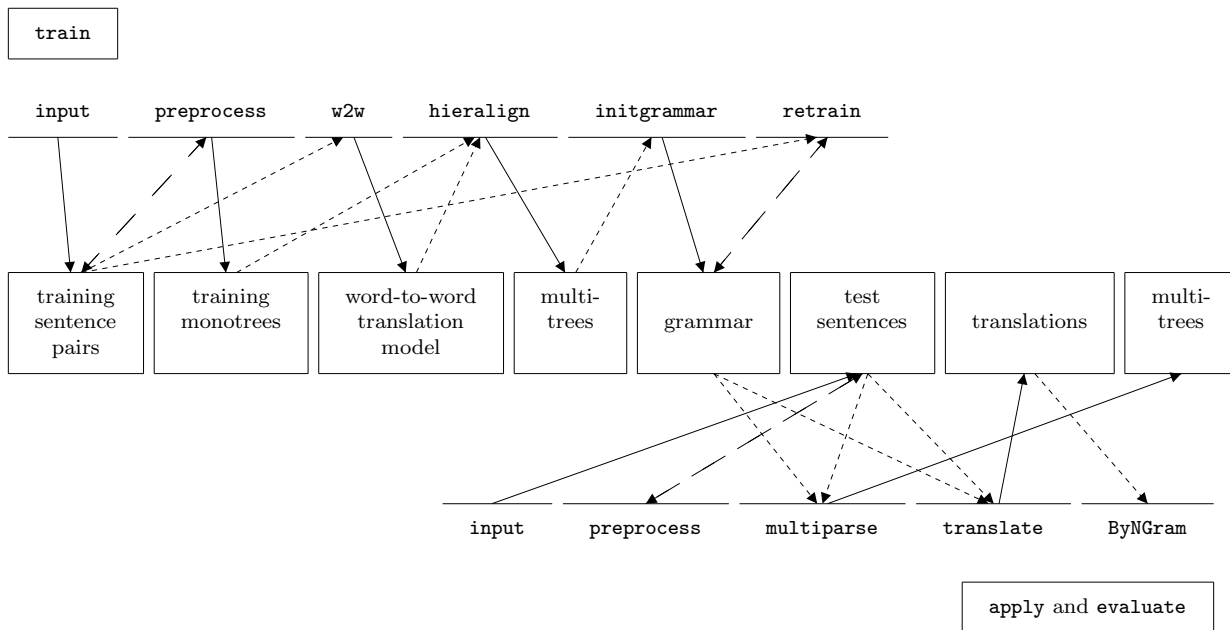 train
input preprocess w2w hieralign initgrammar retrain
training
sentence
pairs
training
monotrees
word-to-word
translation
model
multi-
trees
grammar
test
sentences
translations
multi-
trees
input preprocess multiparse translate ByNGram
apply and evaluate